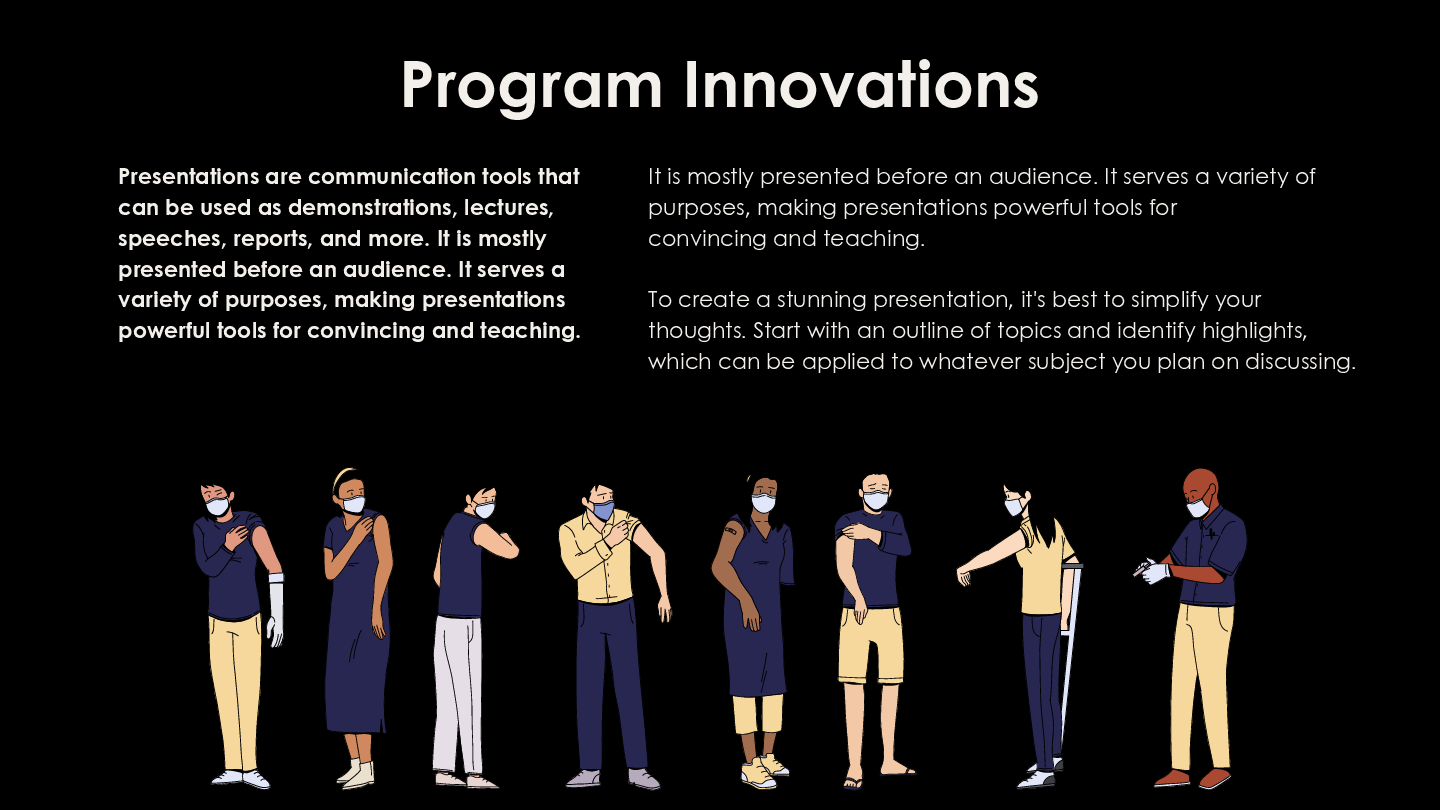 Program Innovations
Presentations are communication tools that
can be used as demonstrations, lectures,
speeches, reports, and more. It is mostly
presented before an audience. It serves a
variety of purposes, making presentations
powerful tools for convincing and teaching.
It is mostly presented before an audience. It serves a variety of
purposes, making presentations powerful tools for
convincing and teaching.
To create a stunning presentation, it's best to simplify your
thoughts. Start with an outline of topics and identify highlights,
which can be applied to whatever subject you plan on discussing.